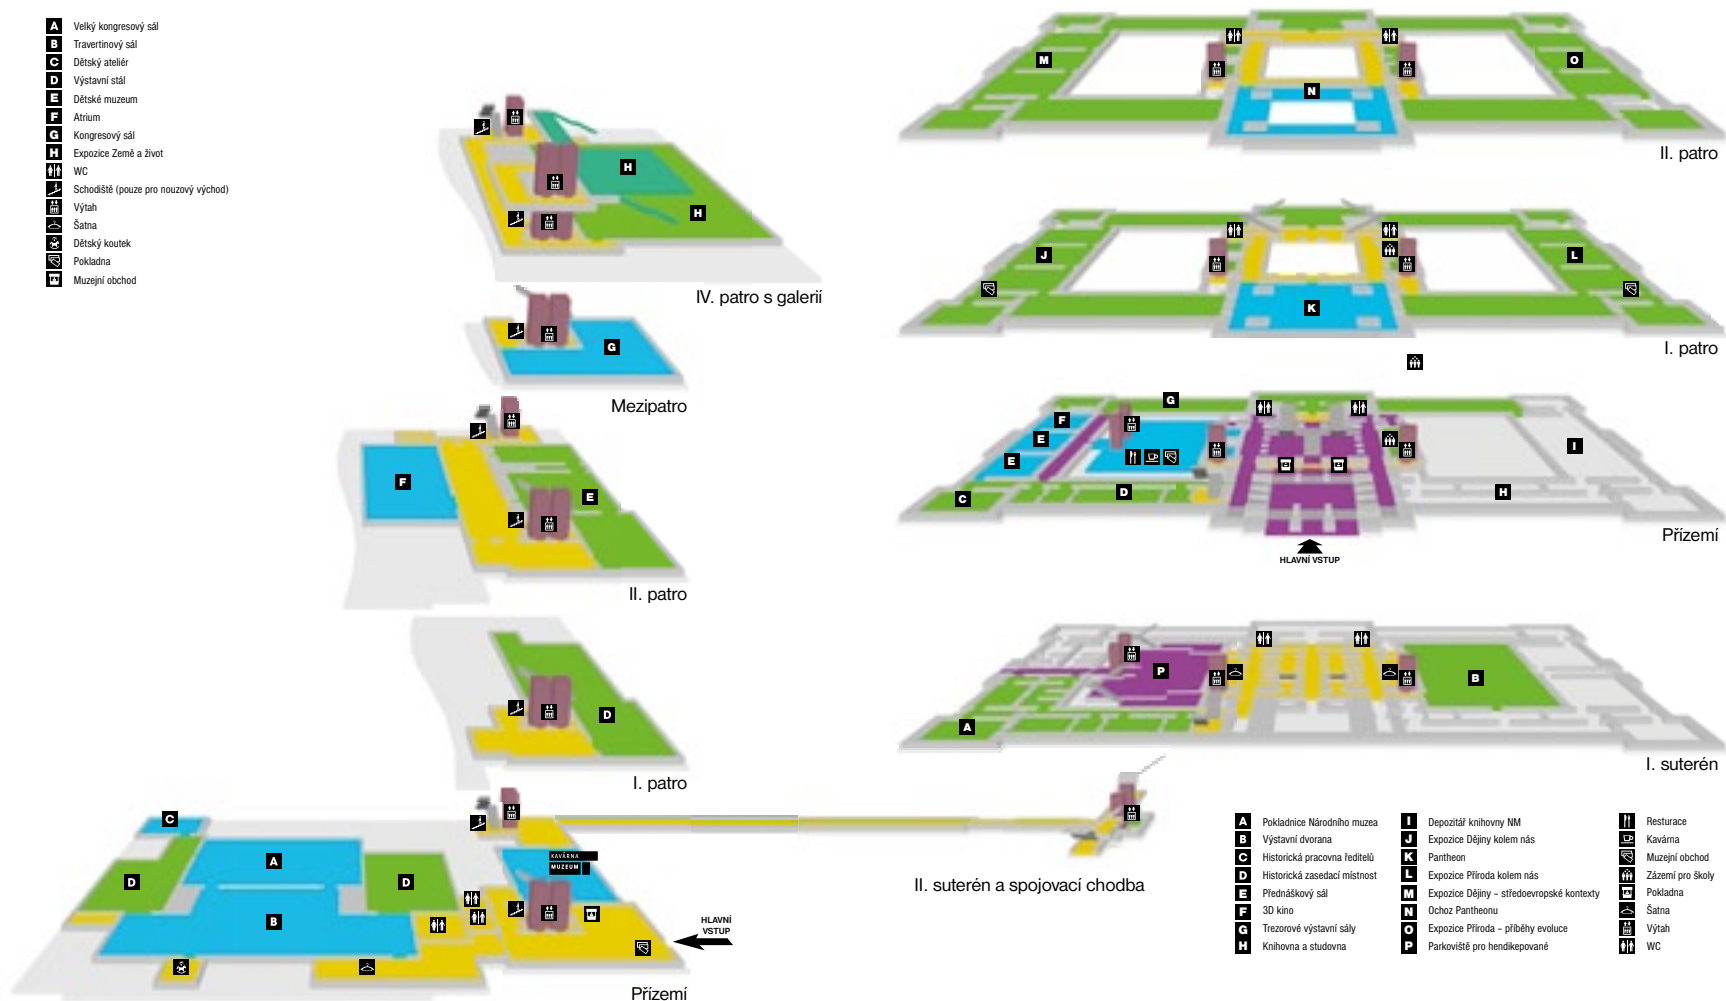 A Velký kongresový sál
B Travertinový sál
C Dětský ateliér
D Výstavní stál
E Dětské muzeum
F Atrium
G Kongresový sál
H Expozice Země a život
WC
Schodiště (pouze pro nouzový východ)
Výtah
Šatna
Dětský koutek
Pokladna
Muzejní obchod
H
H
IV. patro s galerií
G
Mezipatro
F
E
II. patro
D
I. patro
C
A
D
D
B
KAVÁRNA
MUZEUM
HLAVNÍ
VSTUP
Přízemí
M
O
N
II. patro
J
L
K
I. patro
G
F
E
E
C
D
I
H
HLAVNÍ VSTUP
Přízemí
P
B
A
I. suterén
II. suterén a spojovací chodba
A Pokladnice Národního muzea
B Výstavní dvorana
C Historická pracovna ředitelů
D Historická zasedací místnost
E Přednáškový sál
F 3D kino
G Trezorové výstavní sály
H Knihovna a studovna
I Depozitář knihovny NM
J Expozice Dějiny kolem nás
K Pantheon
L Expozice Příroda kolem nás
M Expozice Dějiny – středoevropské kontexty
N Ochoz Pantheonu
O Expozice Příroda – příběhy evoluce
P Parkoviště pro hendikepované
Resturace
Kavárna
Muzejní obchod
Zázemí pro školy
Pokladna
Šatna
Výtah
WC